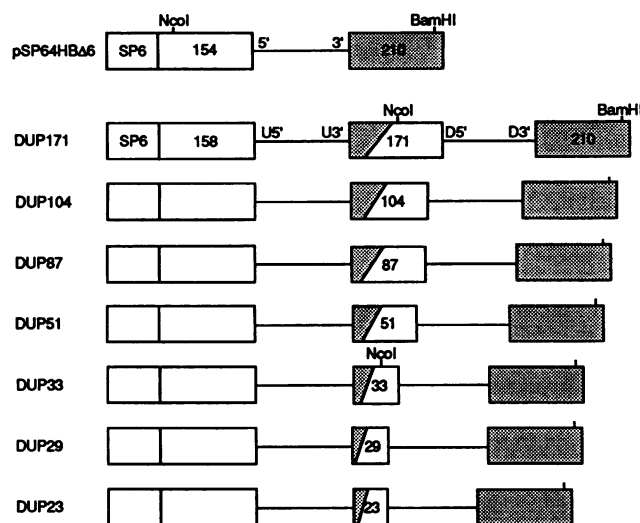 NcoI BamHI
pSP64HBΔ6 SP6 154 5' 3' 210
NcoI BamHI
DUP171 SP6 158 U5' U3' 171 D5' D3' 210
DUP104 104
DUP87 87
DUP51 51
NcoI
DUP33 33
DUP29 29
DUP23 23